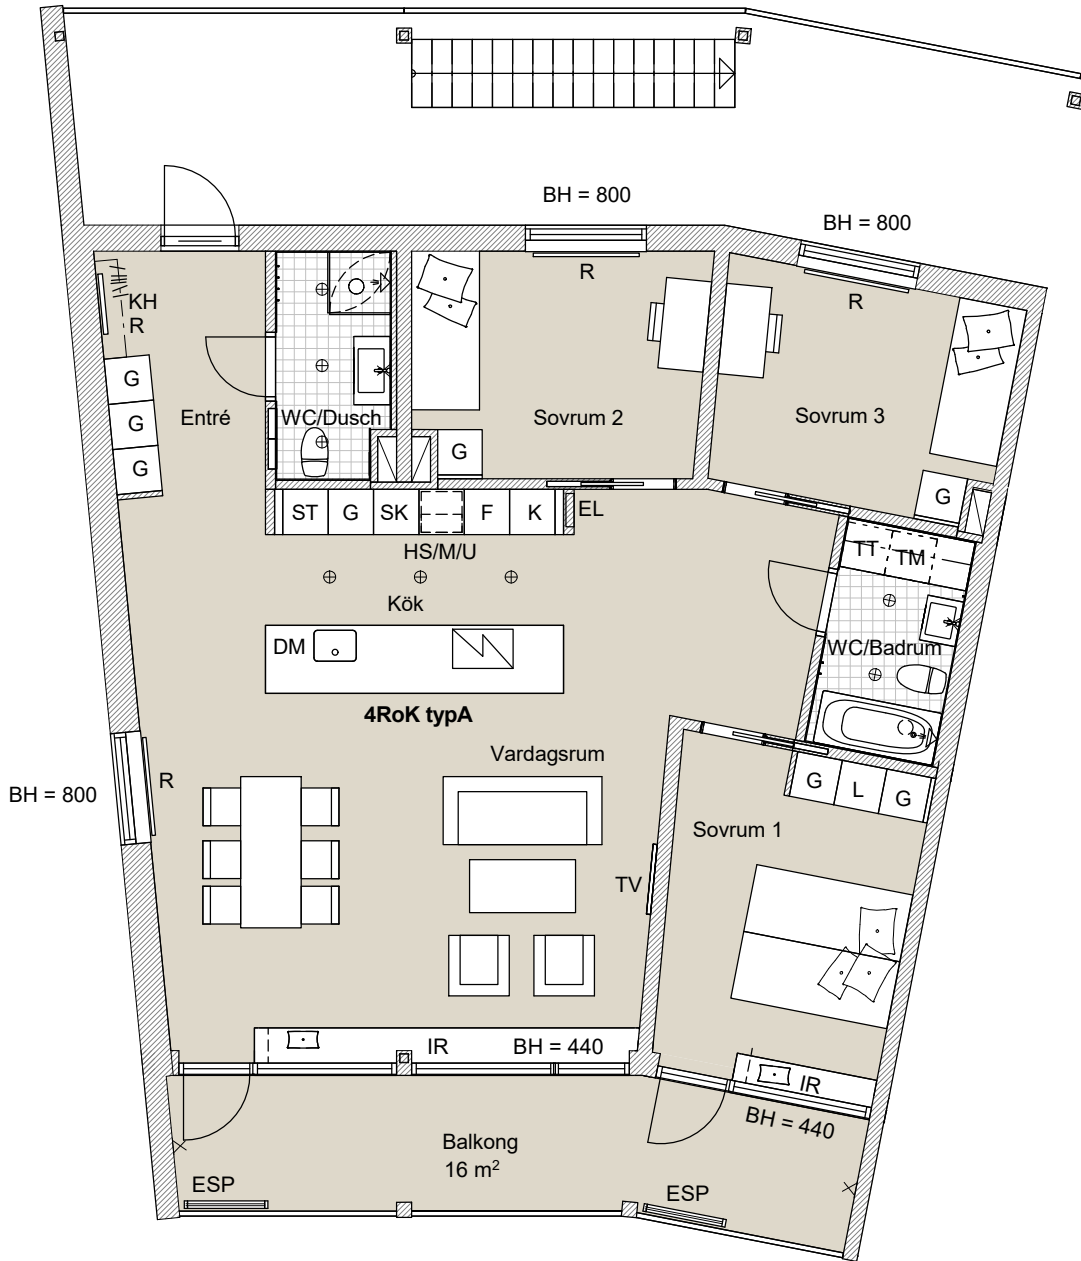 BH = 800
BH = 800
R
R
KH
R
G
G
G
Entré
WC/Dusch
Sovrum 2
Sovrum 3
G
G
ST G SK F K
EL
HS/M/U
TT TM
Kök
DM
WC/Badrum
4RoK typA
Vardagsrum
R
BH = 800
G L G
Sovrum 1
TV
IR
BH = 440
IR
BH = 440
Balkong
16 m²
ESP
ESP